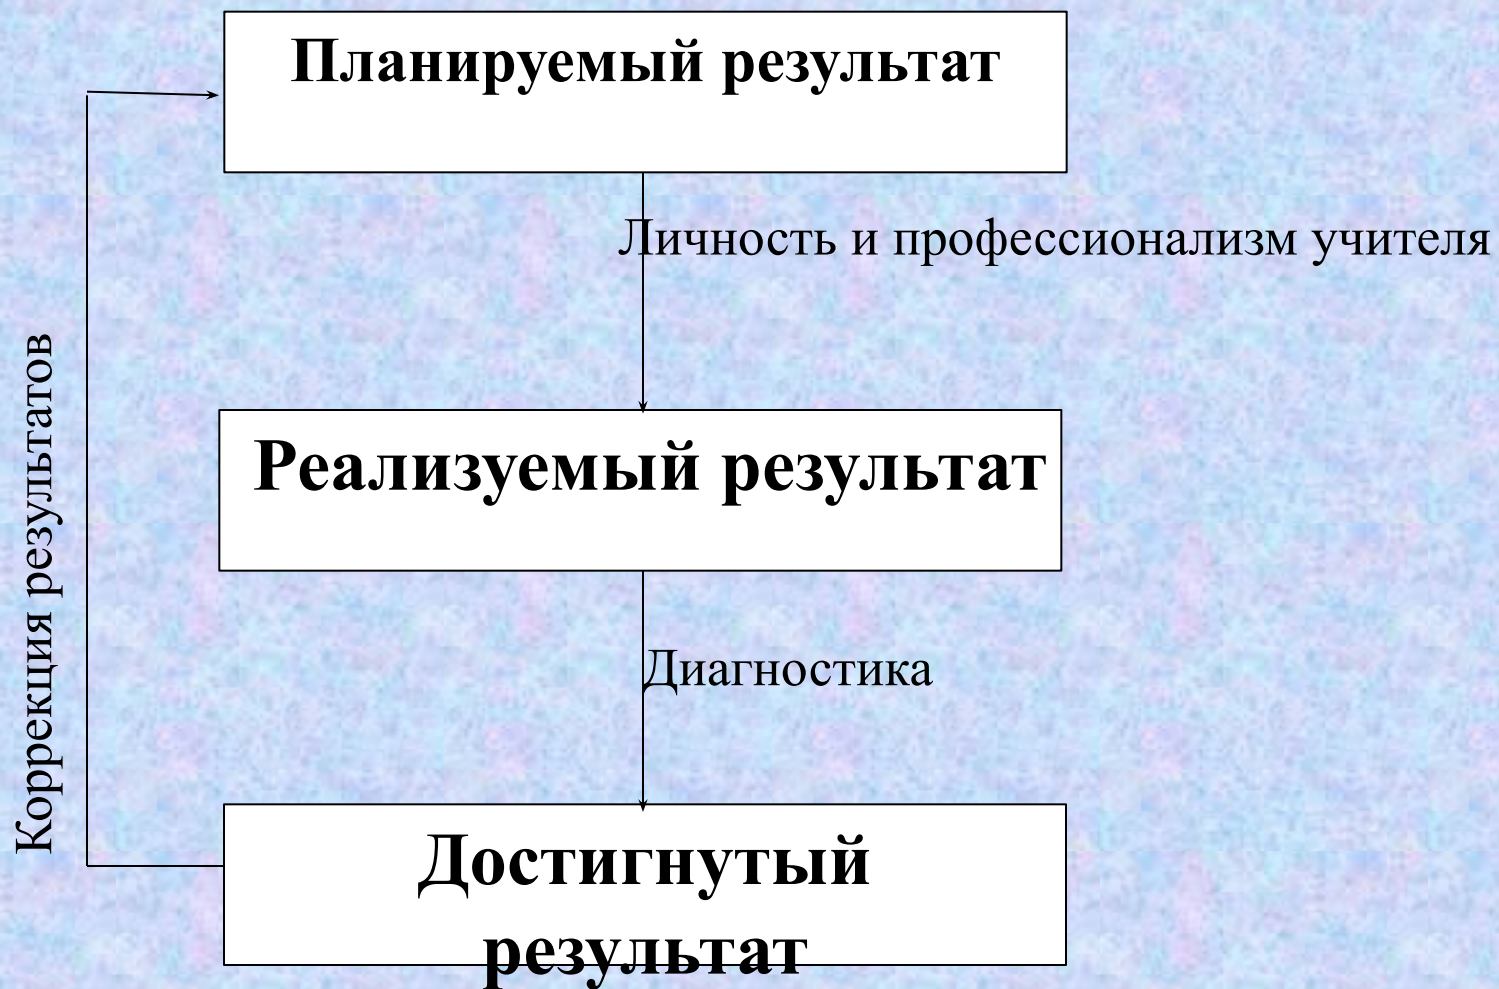 Планируемый результат
Личность и профессионализм учителя
Реализуемый результат
Диагностика
Достигнутый
результат
Коррекция результатов